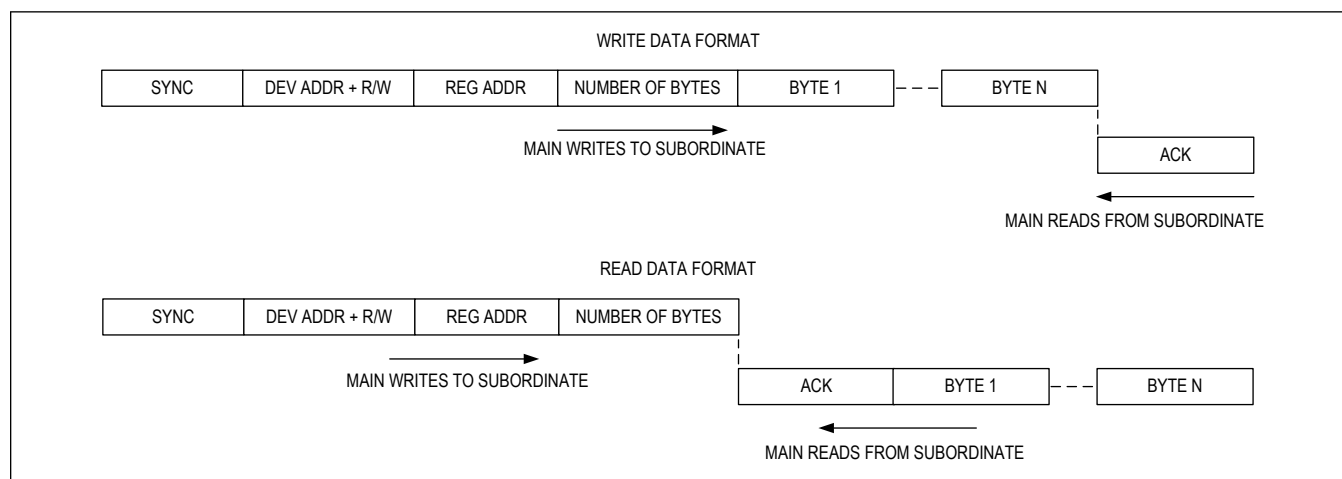 WRITE DATA FORMAT
SYNC DEV ADDR + R/W REG ADDR NUMBER OF BYTES BYTE 1 BYTE N
MAIN WRITES TO SUBORDINATE
ACK
MAIN READS FROM SUBORDINATE
READ DATA FORMAT
SYNC DEV ADDR + R/W REG ADDR NUMBER OF BYTES
MAIN WRITES TO SUBORDINATE
ACK BYTE 1 BYTE N
MAIN READS FROM SUBORDINATE